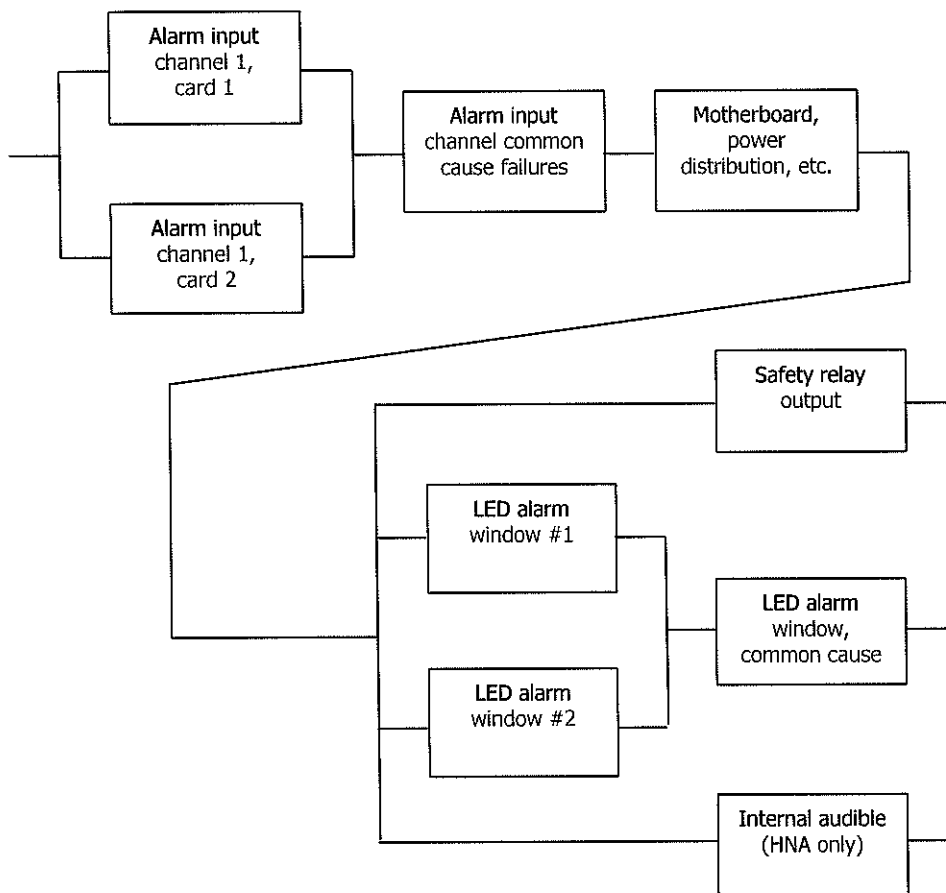 Alarm input
channel 1,
card 1
Alarm input
channel 1,
card 2
Alarm input
channel common
cause failures
Motherboard,
power
distribution, etc.
Safety relay
output
LED alarm
window #1
LED alarm
window #2
LED alarm
window,
common cause
Internal audible
(HNA only)